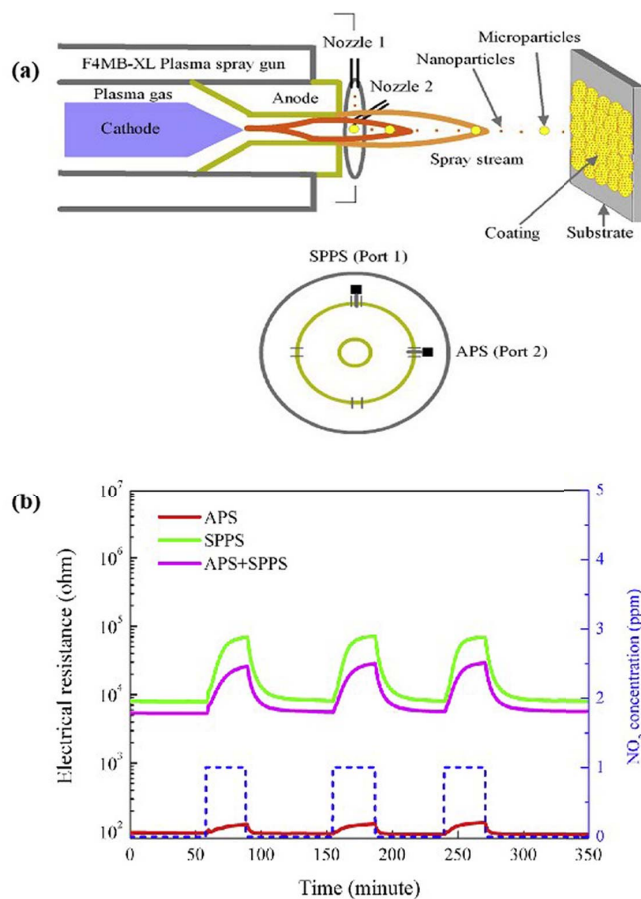 (a)
Nozzle 1
Microparticles
F4MB-XL Plasma spray gun
Nozzle 2
Nanoparticles
Plasma gas
Anode
Cathode
Spray stream
Coating
Substrate
SPPS (Port 1)
APS (Port 2)
(b)
10⁷
10⁶
10⁵
10⁴
10³
10²
Electrical resistance (ohm)
APS
SPPS
APS+SPPS
5
4
3
2
1
0
NO₂ concentration (ppm)
0 50 100 150 200 250 300 350
Time (minute)